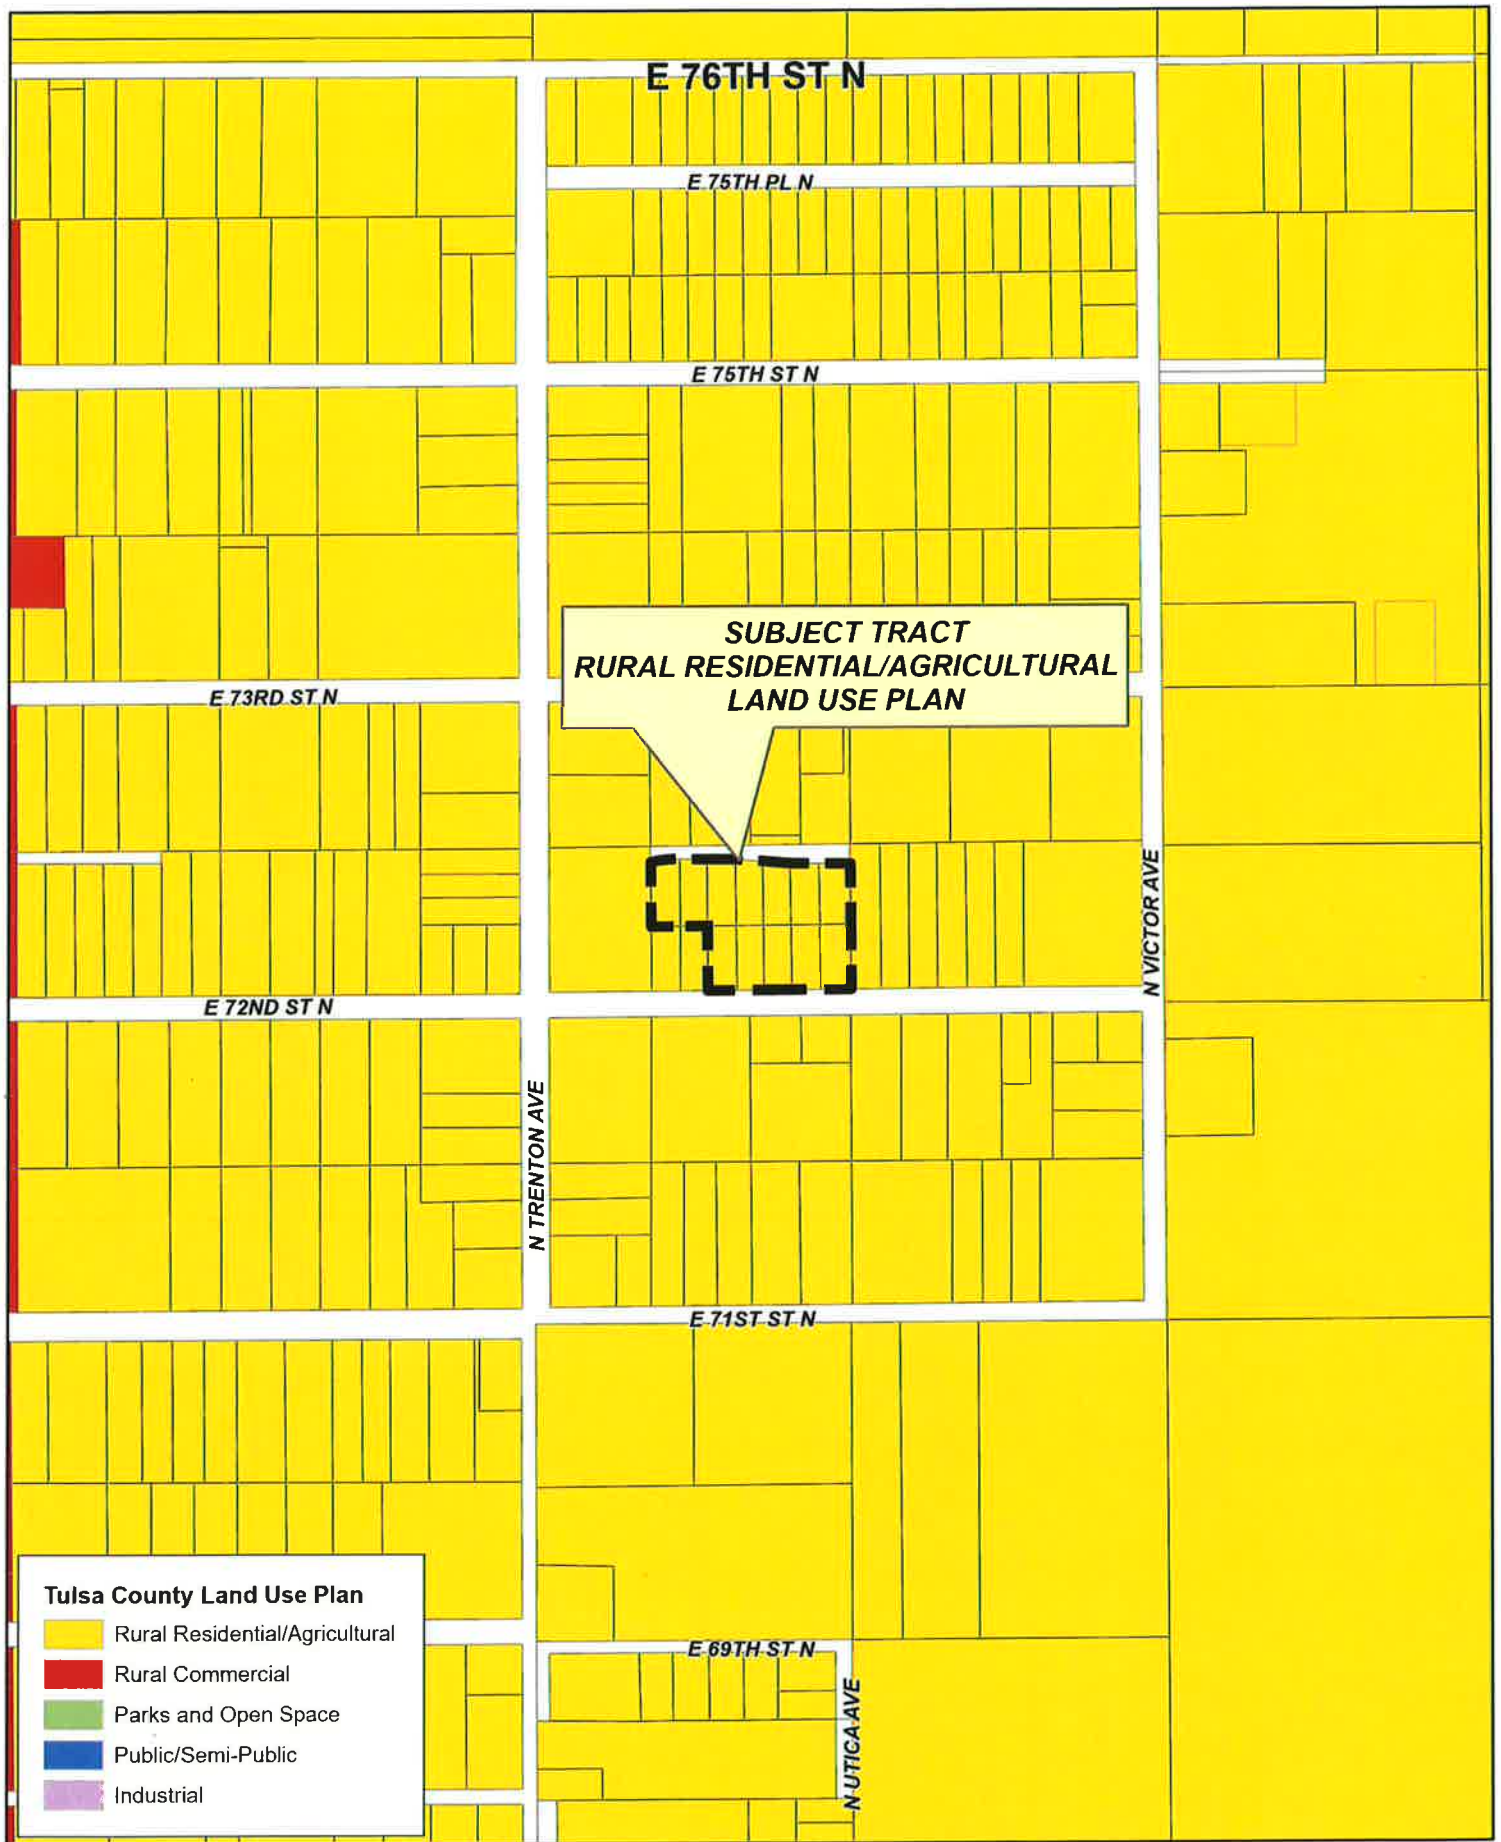 E 76TH ST N
E 75TH PL N
E 75TH ST N
SUBJECT TRACT
RURAL RESIDENTIAL/AGRICULTURAL
LAND USE PLAN
E 73RD ST N
N VICTOR AVE
E 72ND ST N
N TRENTON AVE
E 71ST ST N
Tulsa County Land Use Plan
Rural Residential/Agricultural
Rural Commercial
Parks and Open Space
Public/Semi-Public
Industrial
E 69TH ST N
N UTICA AVE